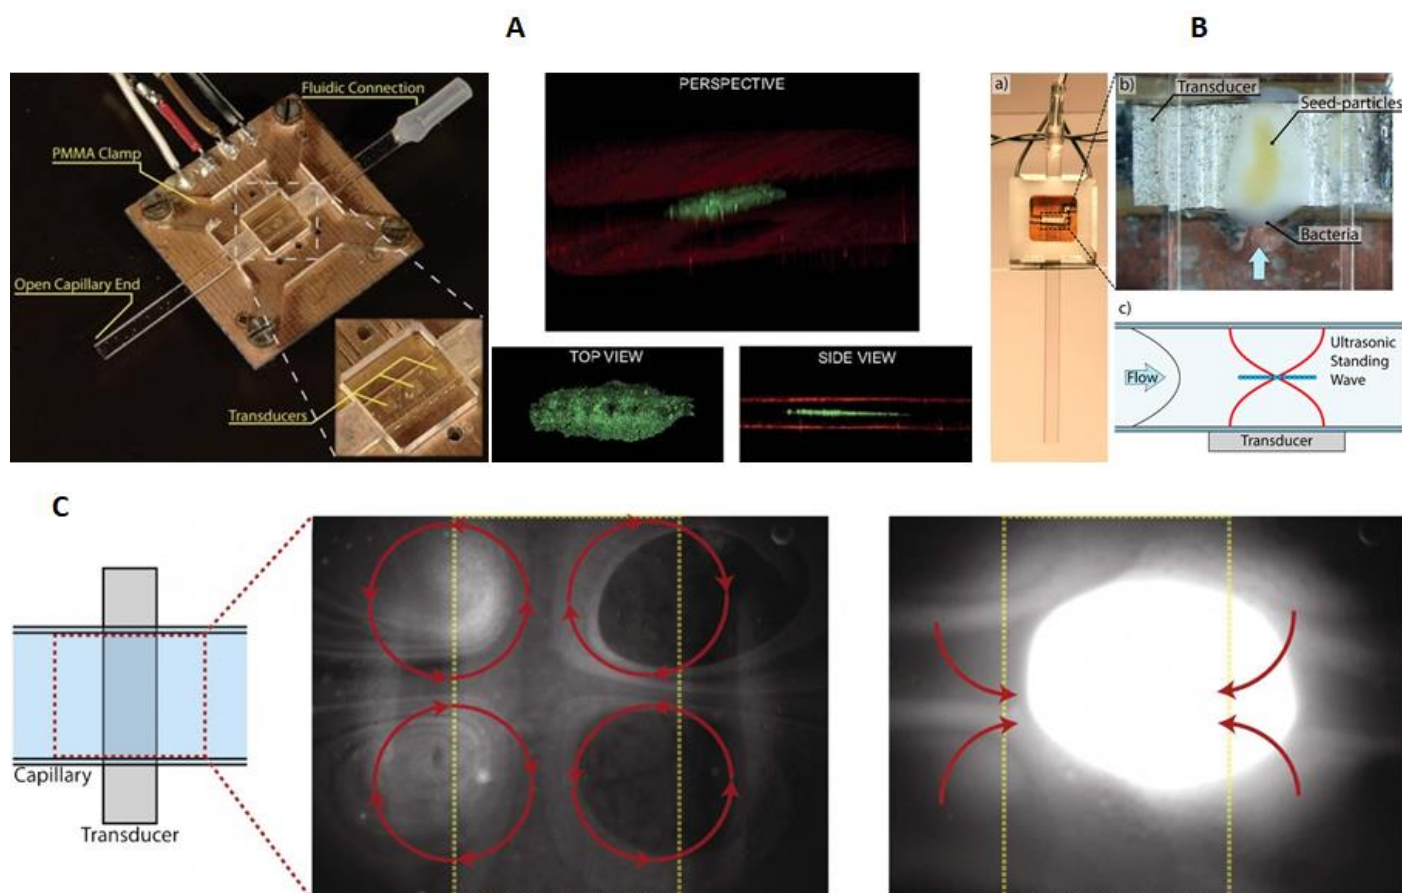 A
Fluidic Connection
PMMA Clamp
Open Capillary End
Transducers
PERSPECTIVE
TOP VIEW
SIDE VIEW
B
a)
b)
Transducer
Seed-particles
Bacteria
c)
Flow
Ultrasonic
Standing
Wave
Transducer
C
Capillary
Transducer